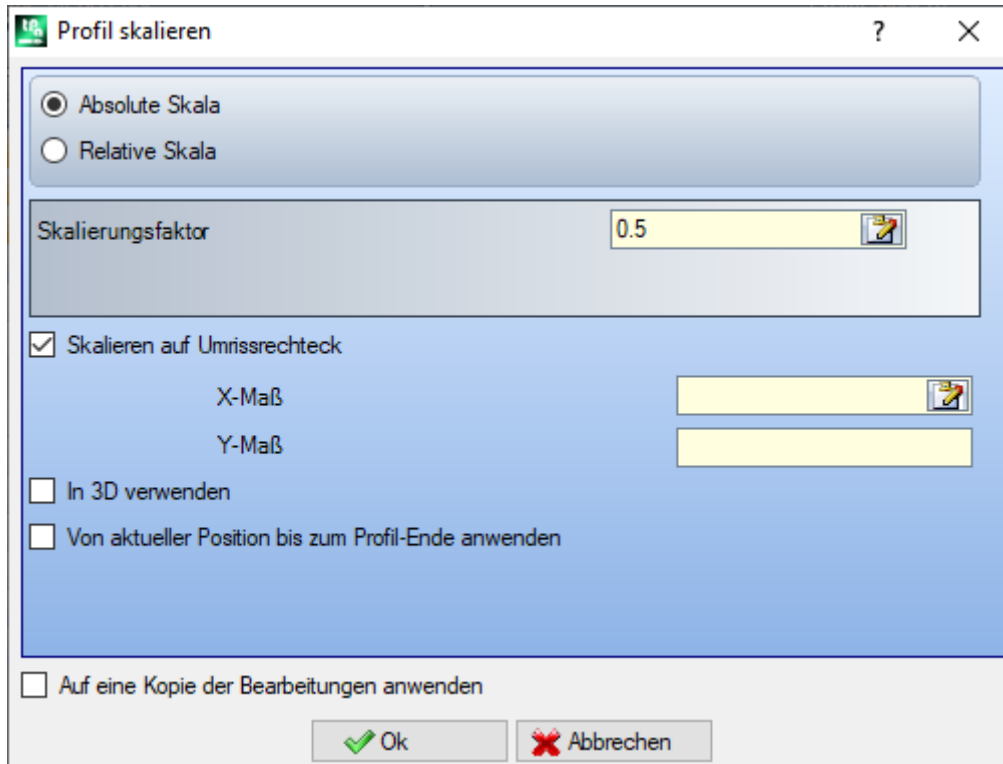 Profil skalieren
Absolute Skala
Relative Skala
Skalierungsfaktor 0.5
Skalieren auf Umrissrechteck
X-Maß
Y-Maß
In 3D verwenden
Von aktueller Position bis zum Profil-Ende anwenden
Auf eine Kopie der Bearbeitungen anwenden
Ok Abbrechen